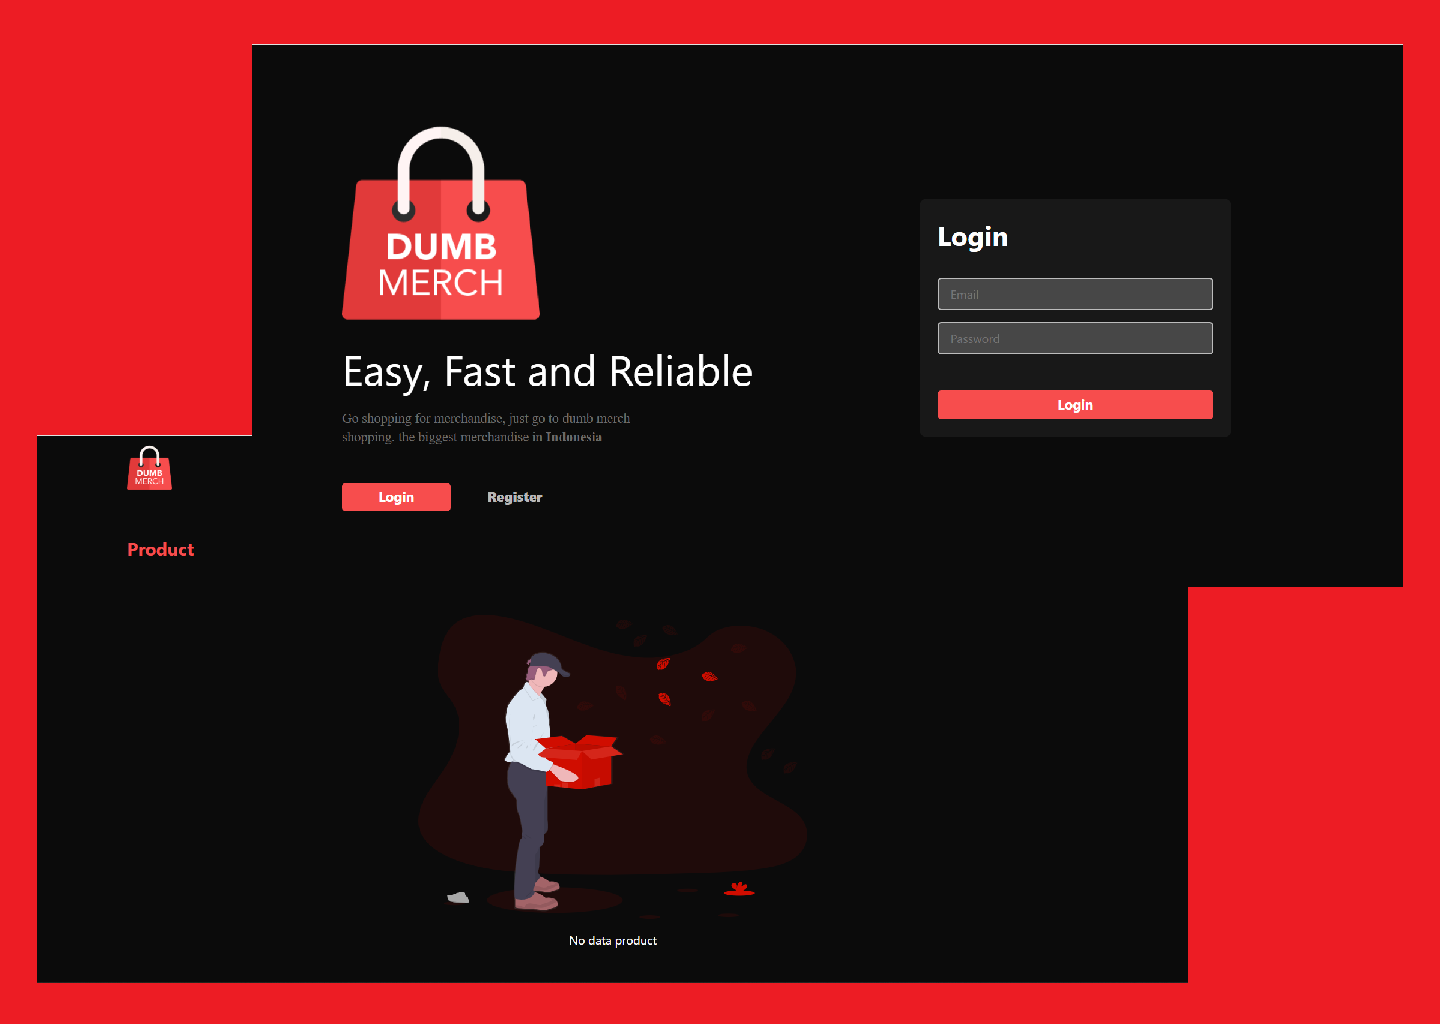 DUMB
MERCH
Easy, Fast and Reliable
Go shopping for merchandise, just go to dumb merch
shopping. the biggest merchandise in Indonesia
Login
Register
Login
Email
Password
Login
DUMB
MERCH
Product
No data product